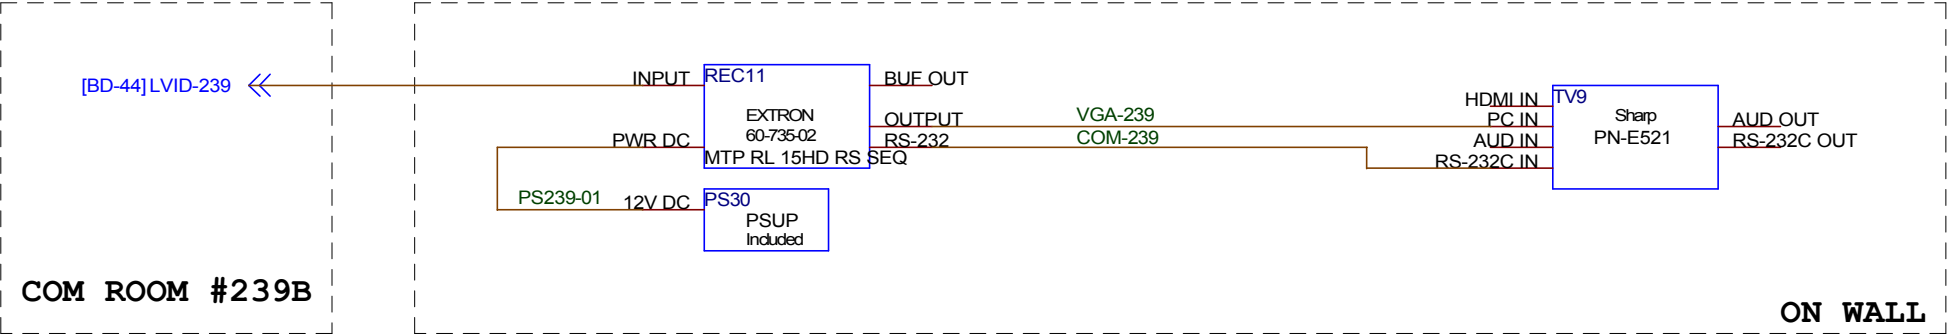 [BD-44] LVID-239
COM ROOM #239B
INPUT
REC11
BUF OUT
EXTRON
60-735-02
OUTPUT
PWR DC
RS-232
MTP RL 15HD RS SEQ
VGA-239
COM-239
PS239-01
12V DC
PS30
PSUP
Included
HDMI IN
TV9
PC IN
Sharp
AUD OUT
AUD IN
PN-E521
RS-232C OUT
RS-232C IN
ON WALL